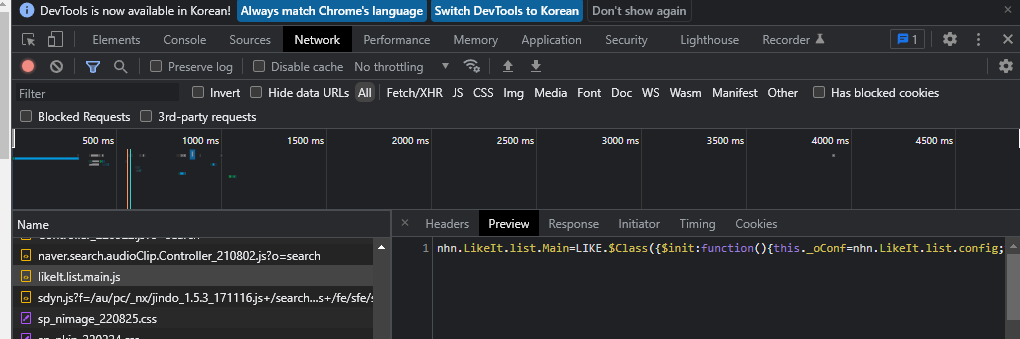 DevTools is now available in Korean! Always match Chrome's language Switch DevTools to Korean Don't show again
Elements Console Sources Network Performance Memory Application Security Lighthouse Recorder 1
Preserve log Disable cache No throttling
Filter Invert Hide data URLs All Fetch/XHR JS CSS Img Media Font Doc WS Wasm Manifest Other Has blocked cookies
Blocked Requests 3rd-party requests
500 ms 1000 ms 1500 ms 2000 ms 2500 ms 3000 ms 3500 ms 4000 ms 4500 ms
Name × Headers Preview Response Initiator Timing Cookies
1 nhn.LikeIt.list.Main=LIKE.$Class({$init:function(){this._oConf=nhn.LikeIt.list.config;
naver.search.audioClip.Controller_210802.js?o=search
likeIt.list.main.js
sdyn.js?f=/au/pc/_nx/jindo_1.5.3_171116.js+/search...s+/fe/sfe/s
sp_nimage_220825.css